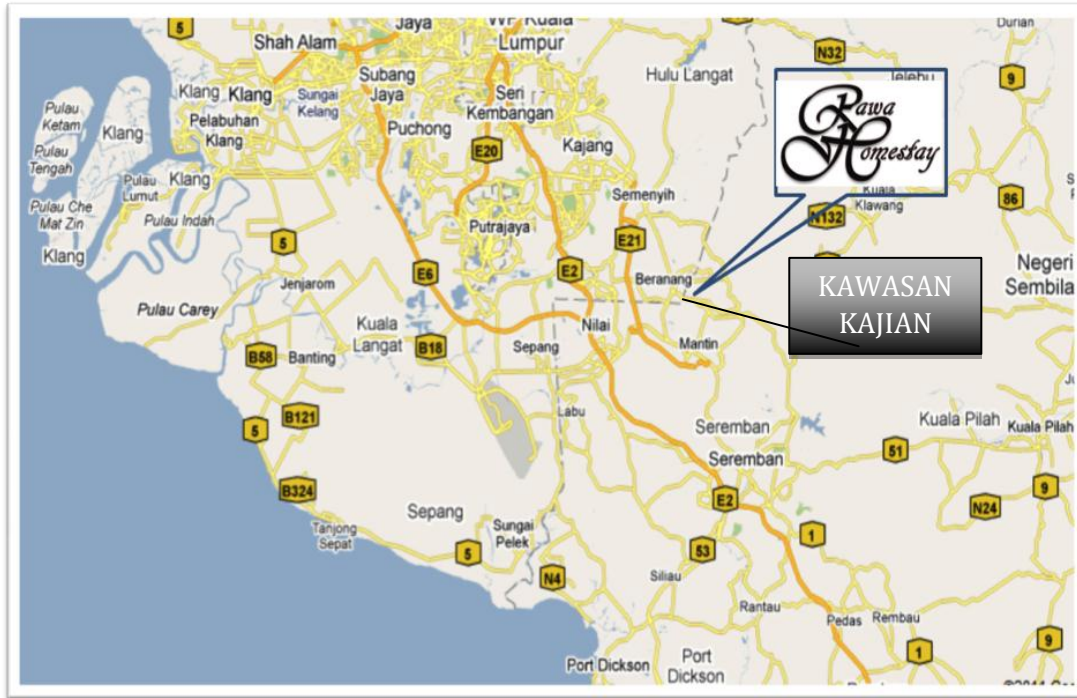 5
Jaya
WP Kuala
Lumpur
Durian
Shah Alam
N32
9
Hulu Langat
Jelebu
Klang
Klang
Sungai
Kelang
Subang
Jaya
Seri
Kembangan
Rawa
Homestay
Pulau
Ketam
Klang
Pelabuhan
Klang
Puchong
E20
Kajang
Pulau
Tengah
Pulau
Lumut
Klang
Semenyih
Kuala
Klawang
86
Pulau Che
Mat Zin
Pulau Indah
Putrajaya
N132
Klang
5
E21
E6
E2
Beranang
Negeri
Sembila
Jenjarom
KAWASAN
KAJIAN
Pulau Carey
Kuala
Langat
Nilai
B58
Banting
B18
Sepang
Mantin
B121
5
Labu
Kuala Pilah
Kuala Pilah
Seremban
51
Seremban
B324
E2
9
Tanjong
Sepat
Sepang
Sungai
Pelek
N24
5
53
1
N4
Siliau
Rantau
Pedas
Rembau
Port Dickson
Port
Dickson
1
9